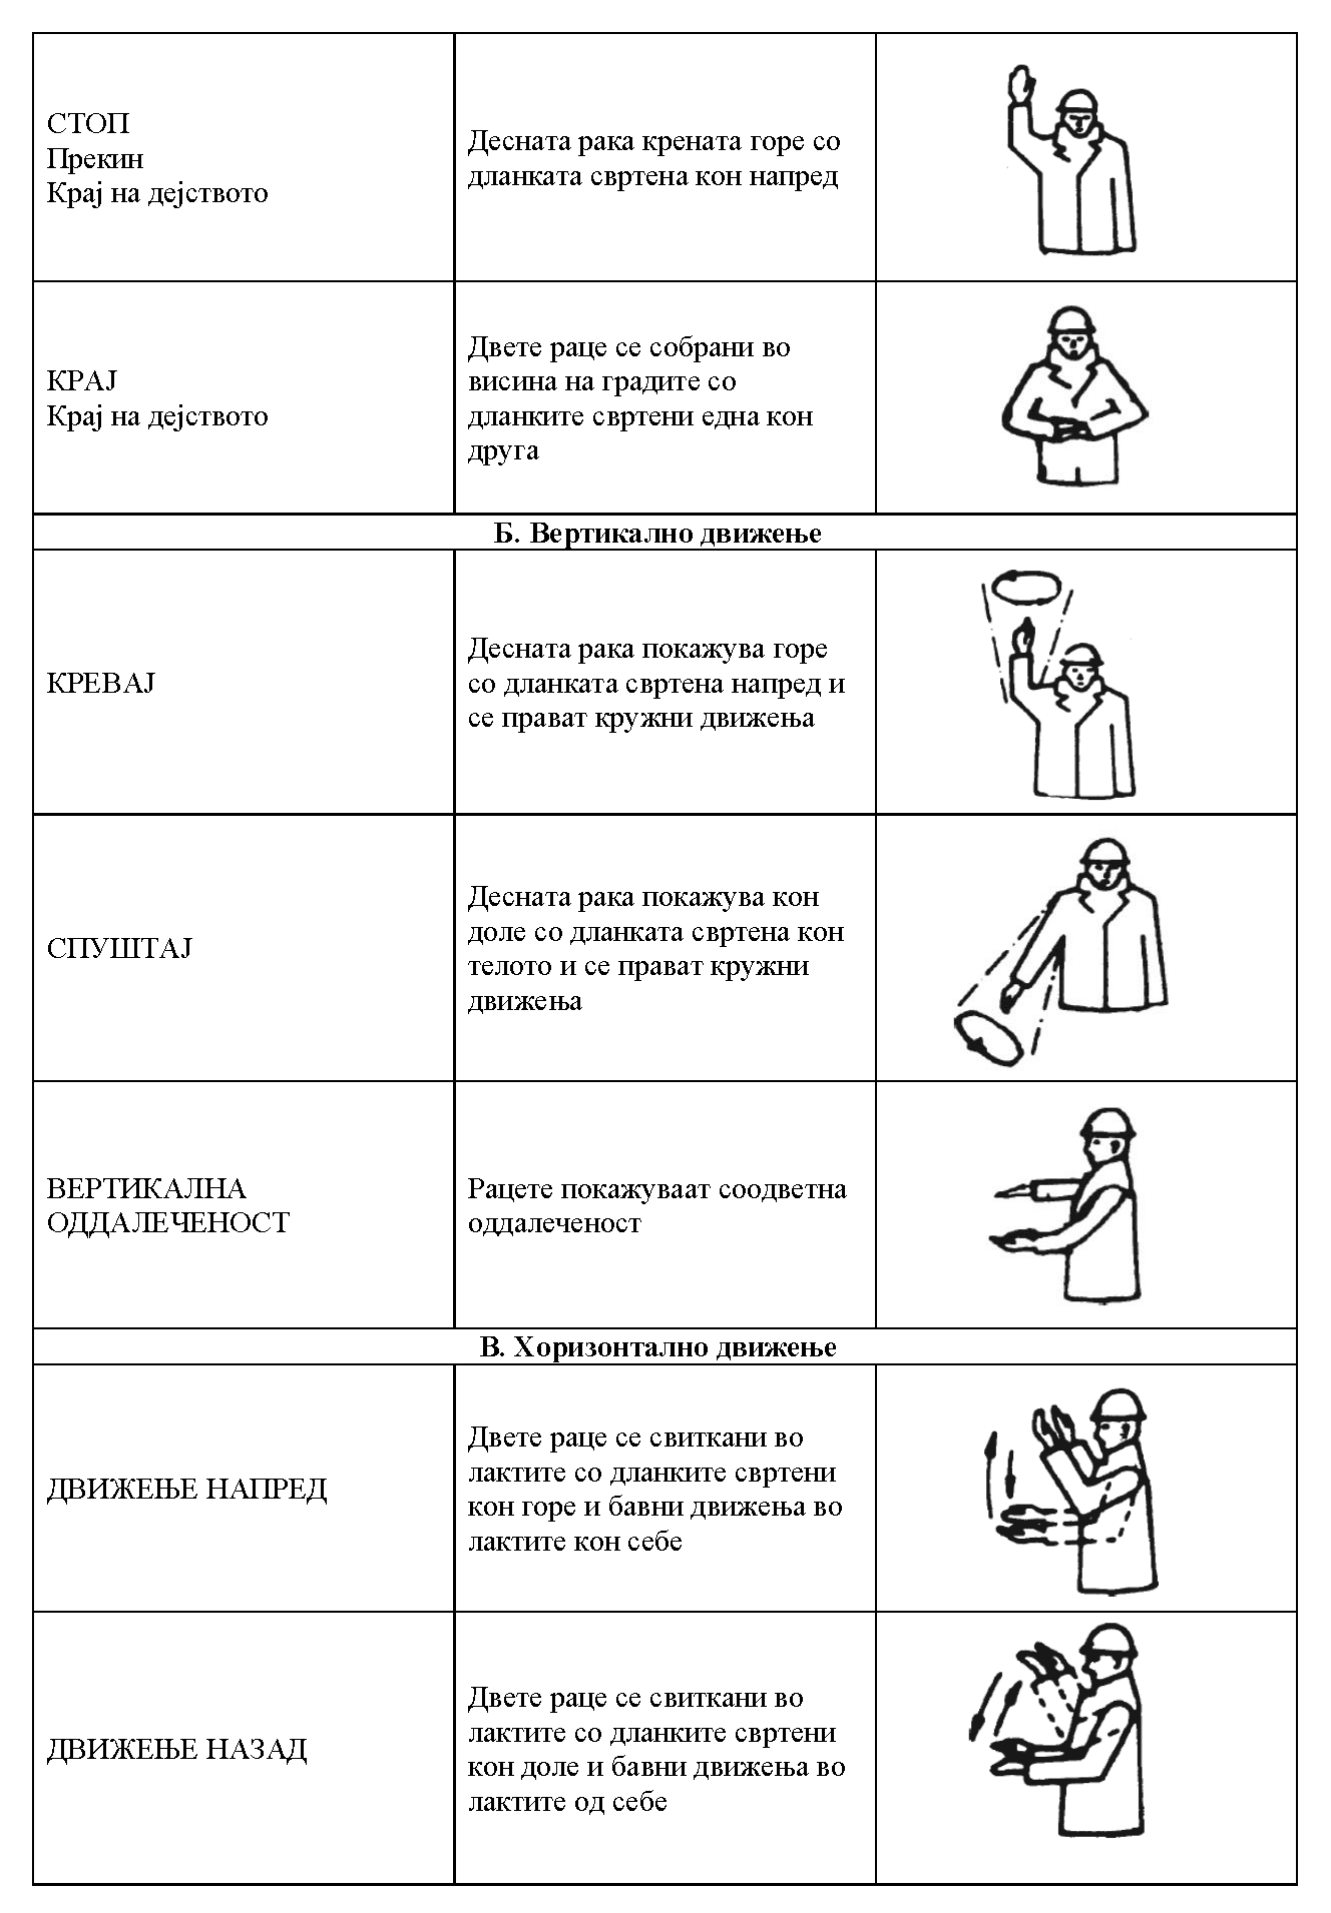 СТОП
Прекин
Крај на дејството
Десната рака крената горе со
дланката свртена кон напред
КРАЈ
Крај на дејството
Двете раце се собрани во
висина на градите со
дланките свртени една кон
друга
Б. Вертикално движење
КРЕВАЈ
Десната рака покажува горе
со дланката свртена напред и
се прават кружни движења
СПУШТАЈ
Десната рака покажува кон
доле со дланката свртена кон
телото и се прават кружни
движења
ВЕРТИКАЛНА
ОДДАЛЕЧЕНОСТ
Рацете покажуваат соодветна
оддалеченост
В. Хоризонтално движење
ДВИЖЕЊЕ НАПРЕД
Двете раце се свиткани во
лактите со дланките свртени
кон горе и бавни движења во
лактите кон себе
ДВИЖЕЊЕ НАЗАД
Двете раце се свиткани во
лактите со дланките свртени
кон доле и бавни движења во
лактите од себе